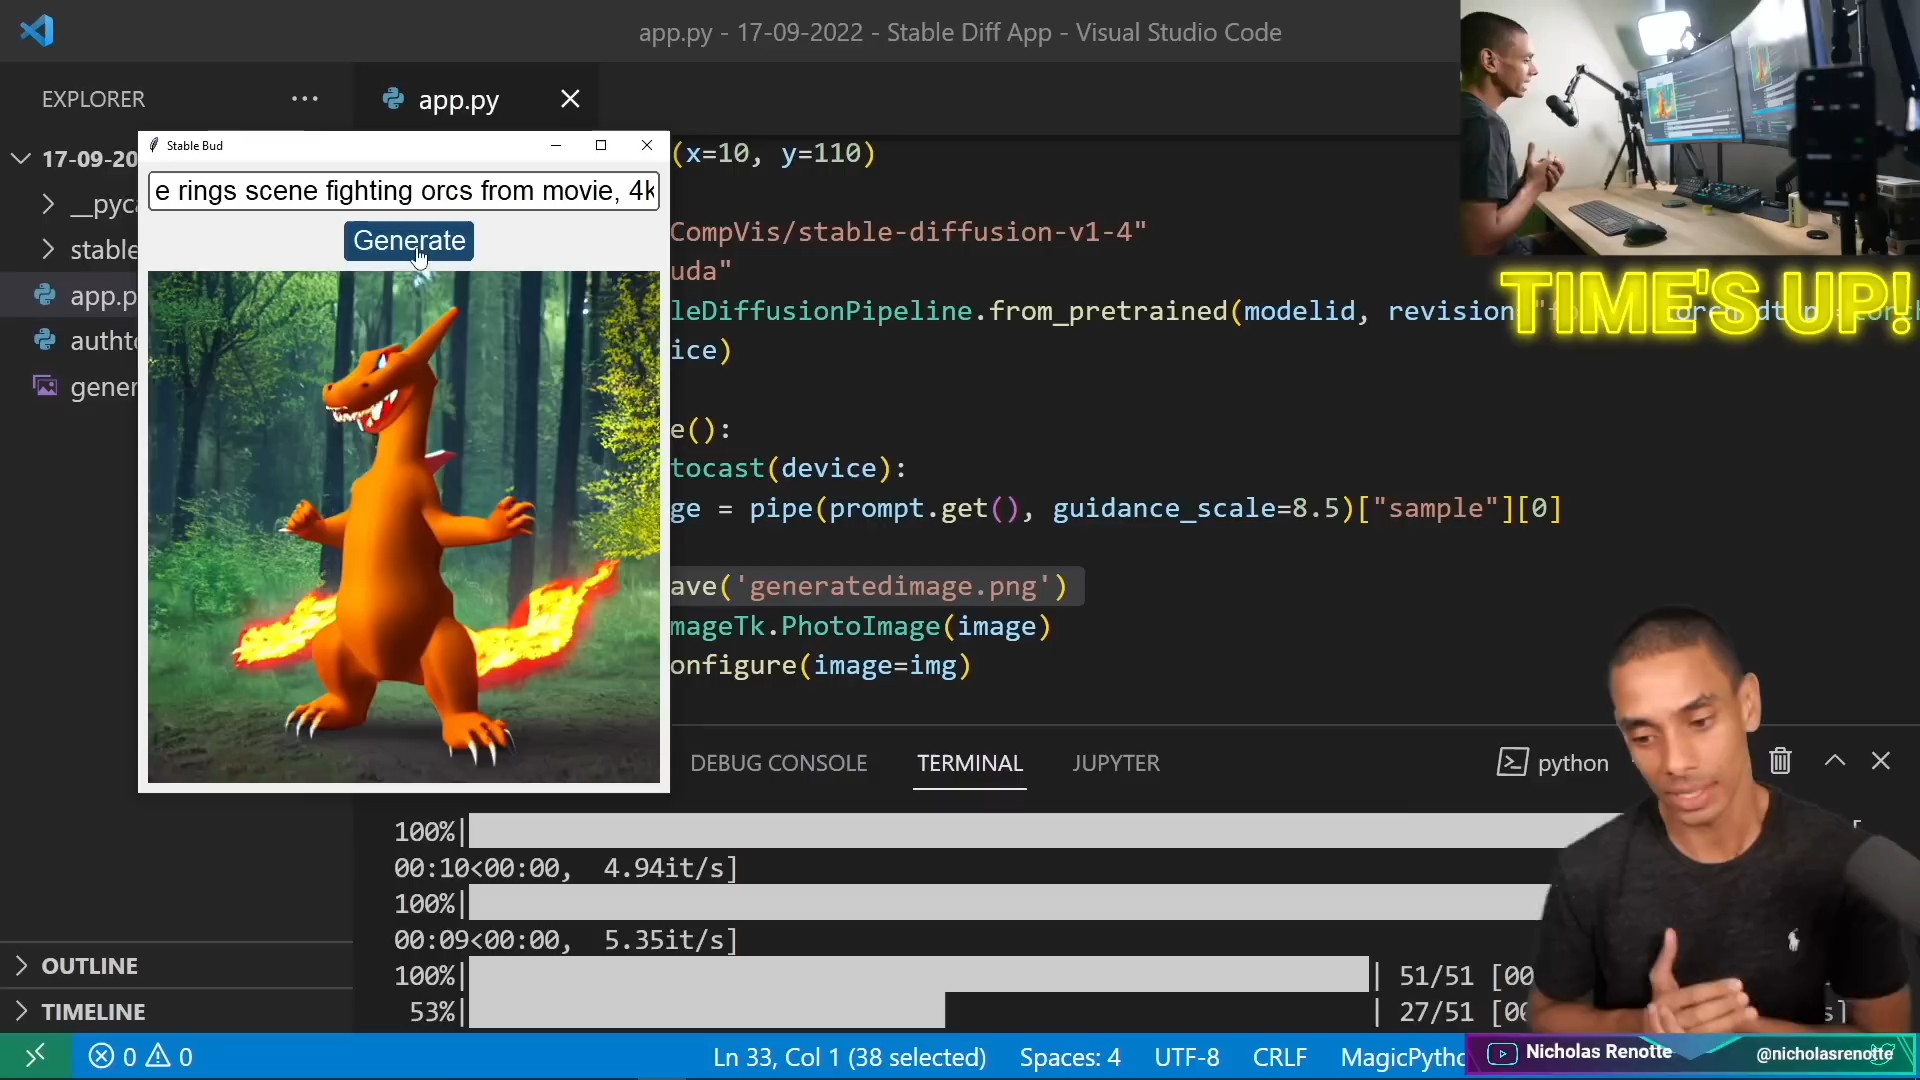 app.py - 17-09-2022 - Stable Diff App - Visual Studio Code
EXPLORER
app.py
17-09-20
Stable Bud
e rings scene fighting orcs from movie, 4k
Generate
__pyca
stable
app.p
authto
gener
(x=10, y=110)
CompVis/stable-diffusion-v1-4"
uda"
leDiffusionPipeline.from_pretrained(modelid, revision
TIME'S UP!
ice)
e():
tocast(device):
ge = pipe(prompt.get(), guidance_scale=8.5)["sample"][0]
ave('generatedimage.png')
mageTk.PhotoImage(image)
onfigure(image=img)
DEBUG CONSOLE
TERMINAL
JUPYTER
python
100%|
00:10<00:00, 4.94it/s]
100%|
00:09<00:00, 5.35it/s]
100%| | 51/51 [00
53%| | 27/51 [00
s]
OUTLINE
TIMELINE
0 0
Ln 33, Col 1 (38 selected)
Spaces: 4
UTF-8
CRLF
MagicPytho
Nicholas Renotte
@nicholasrenotte